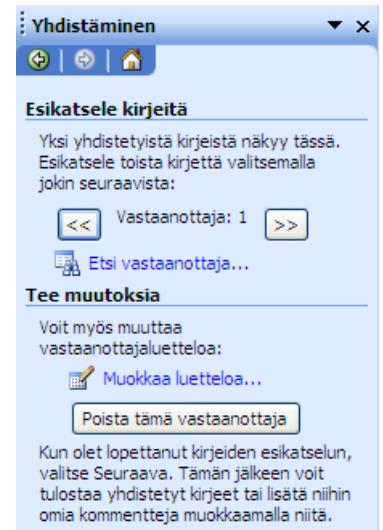 Yhdistäminen
Esikatsele kirjeitä
Yksi yhdistetyistä kirjeistä näkyy tässä.
Esikatsele toista kirjettä valitsemalla
jokin seuraavista:
<< Vastaanottaja: 1 >>
Etsi vastaanottaja...
Tee muutoksia
Voit myös muuttaa
vastaanottajaluetteloa:
Muokkaa luetteloa...
Poista tämä vastaanottaja
Kun olet lopettanut kirjeiden esikatselun,
valitse Seuraava. Tämän jälkeen voit
tulostaa yhdistetyt kirjeet tai lisätä niihin
omia kommentteja muokkaamalla niitä.